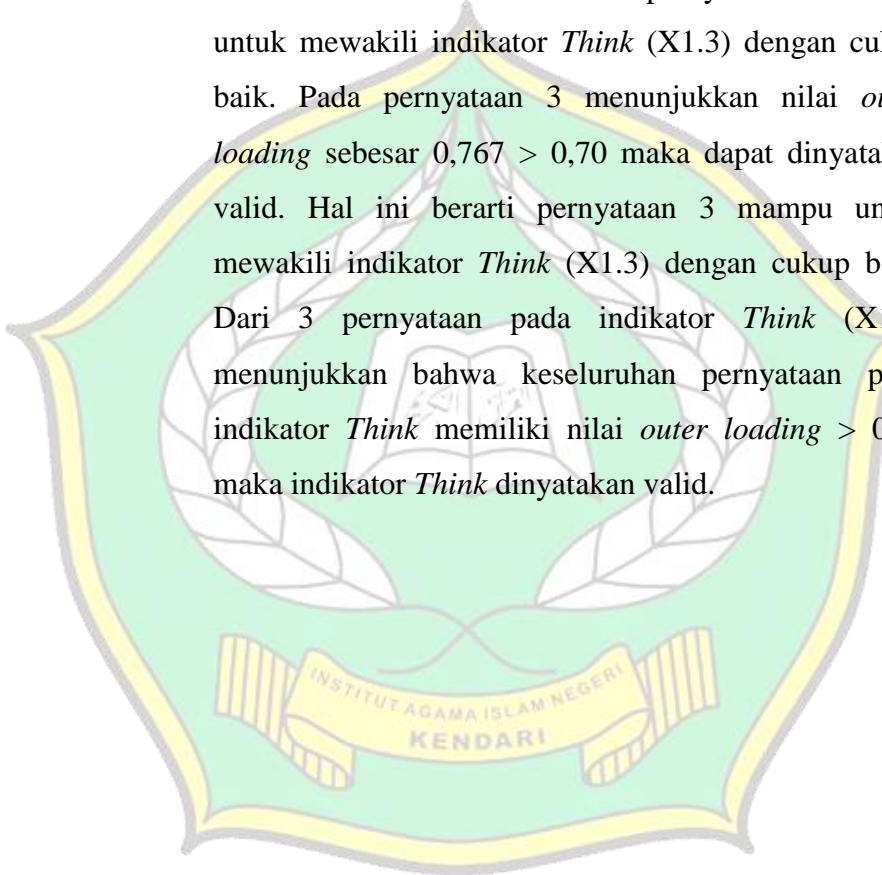 untuk mewakili indikator Think (X1.3) dengan
baik. Pada pernyataan 3 menunjukkan nilai
loading sebesar 0,767 > 0,70 maka dapat
valid. Hal ini berarti pernyataan 3 mampu
mewakili indikator Think (X1.3) dengan cukup
Dari 3 pernyataan pada indikator Think
menunjukkan bahwa keseluruhan pernyataan
indikator Think memiliki nilai outer loading >
maka indikator Think dinyatakan valid.
INSTITUT AGAMA ISLAM NEGERI
KENDARI